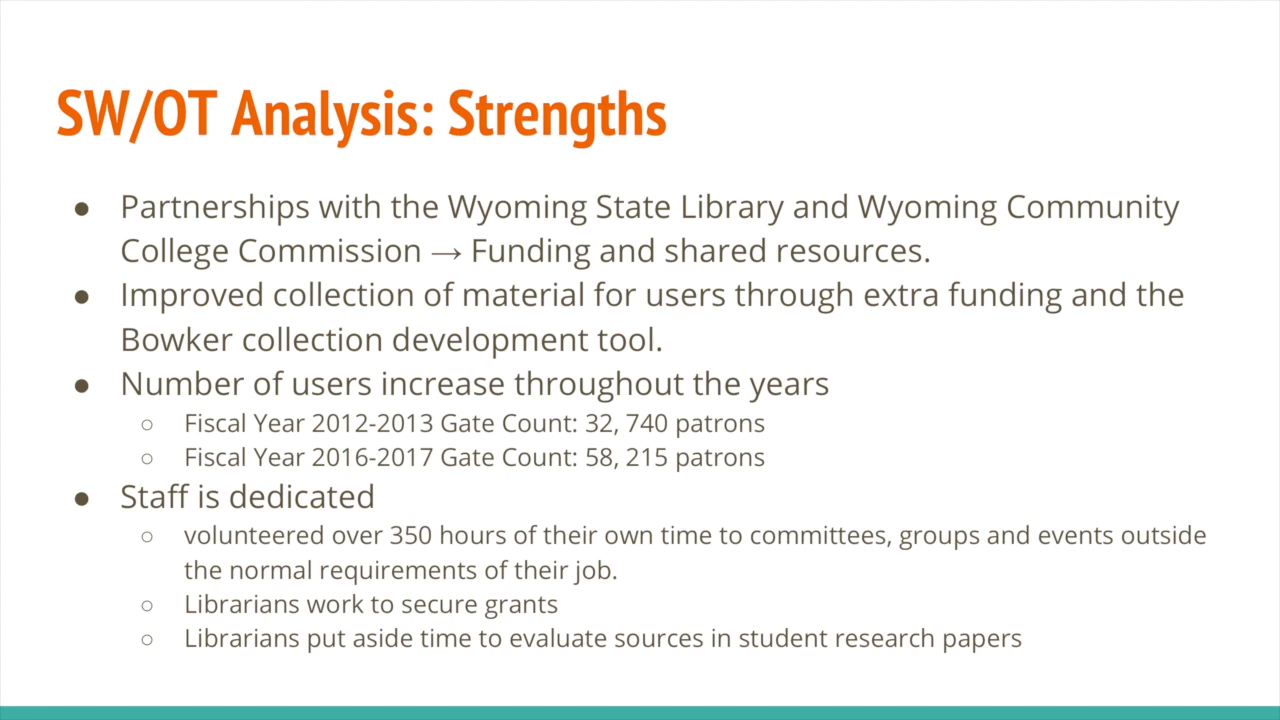 SW/OT Analysis: Strengths
● Partnerships with the Wyoming State Library and Wyoming Community
College Commission → Funding and shared resources.
● Improved collection of material for users through extra funding and the
Bowker collection development tool.
● Number of users increase throughout the years
○ Fiscal Year 2012-2013 Gate Count: 32, 740 patrons
○ Fiscal Year 2016-2017 Gate Count: 58, 215 patrons
● Staff is dedicated
○ volunteered over 350 hours of their own time to committees, groups and events outside
the normal requirements of their job.
○ Librarians work to secure grants
○ Librarians put aside time to evaluate sources in student research papers